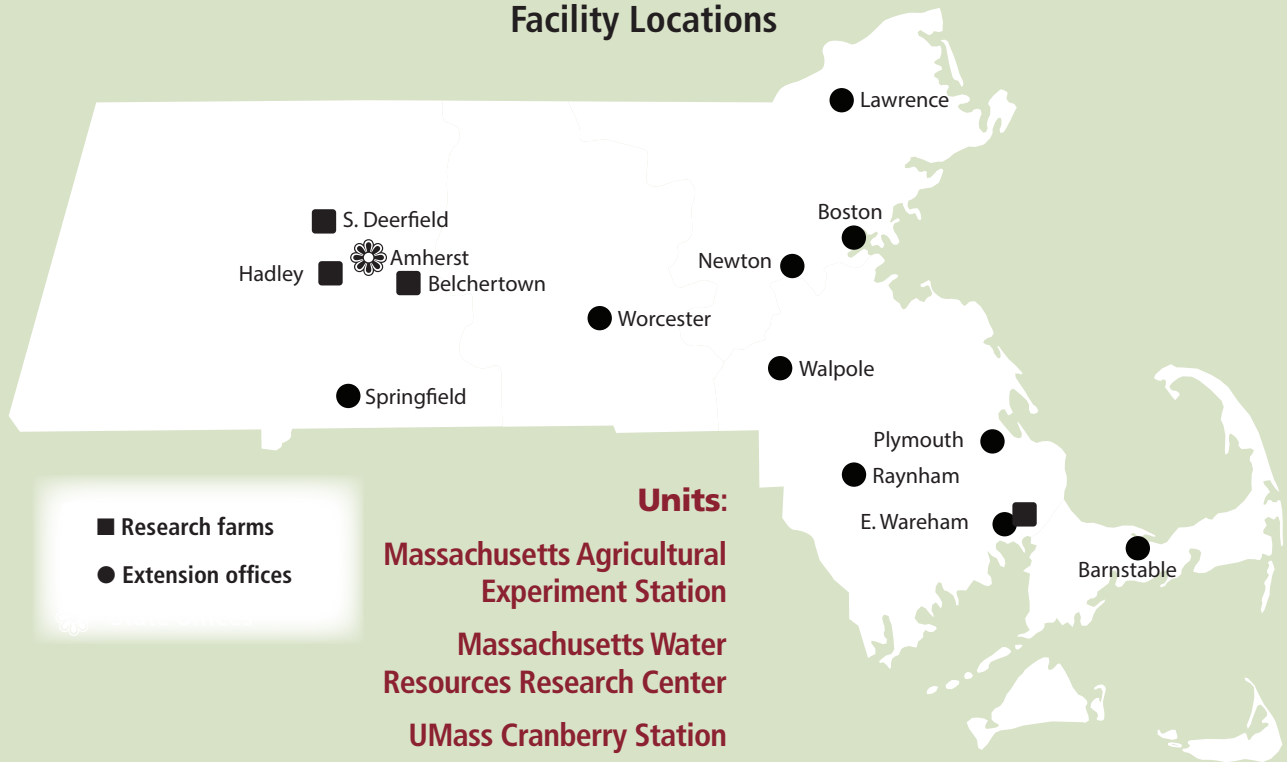 Facility Locations
Lawrence
Boston
S. Deerfield
Amherst
Newton
Hadley
Belchertown
Worcester
Walpole
Springfield
Plymouth
Raynham
E. Wareham
Barnstable
Research farms
Extension offices
Units:
Massachusetts Agricultural
Experiment Station
Massachusetts Water
Resources Research Center
UMass Cranberry Station